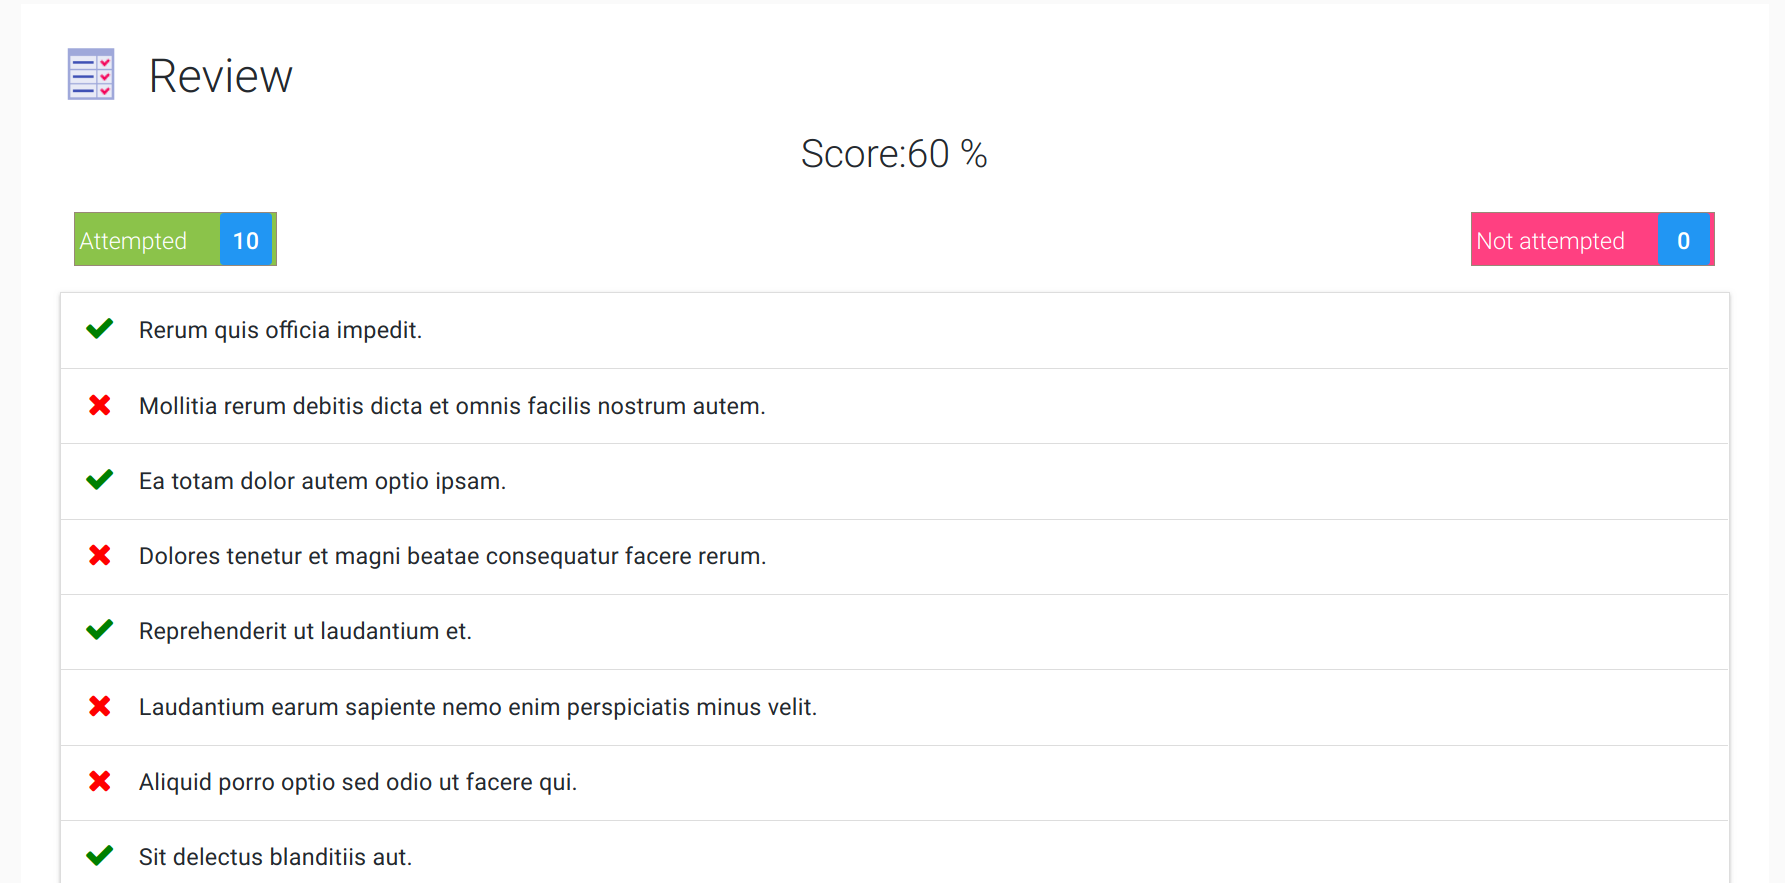 Review
Score:60 %
Attempted 10
Not attempted 0
Rerum quis officia impedit.
Mollitia rerum debitis dicta et omnis facilis nostrum autem.
Ea totam dolor autem optio ipsam.
Dolores tenetur et magni beatae consequatur facere rerum.
Reprehenderit ut laudantium et.
Laudantium earum sapiente nemo enim perspiciatis minus velit.
Aliquid porro optio sed odio ut facere qui.
Sit delectus blanditiis aut.